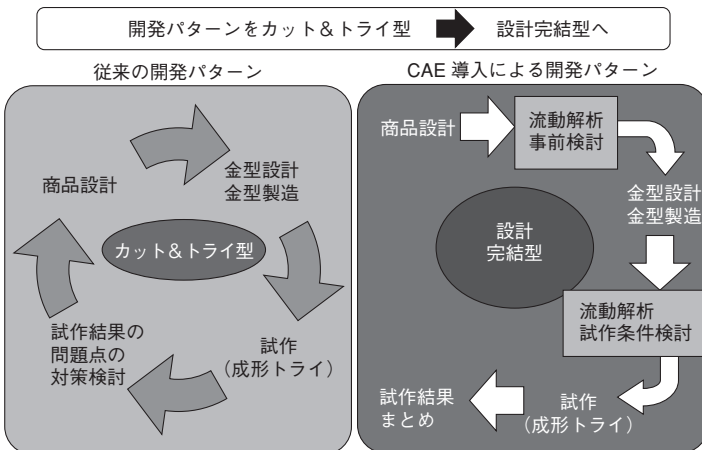 開発パターンをカット＆トライ型 設計完結型へ
従来の開発パターン
商品設計
金型設計
金型製造
カット＆トライ型
試作
（成形トライ）
試作結果の
問題点の
対策検討
CAE 導入による開発パターン
商品設計
流動解析
事前検討
金型設計
金型製造
設計
完結型
流動解析
試作条件検討
試作
（成形トライ）
試作結果
まとめ